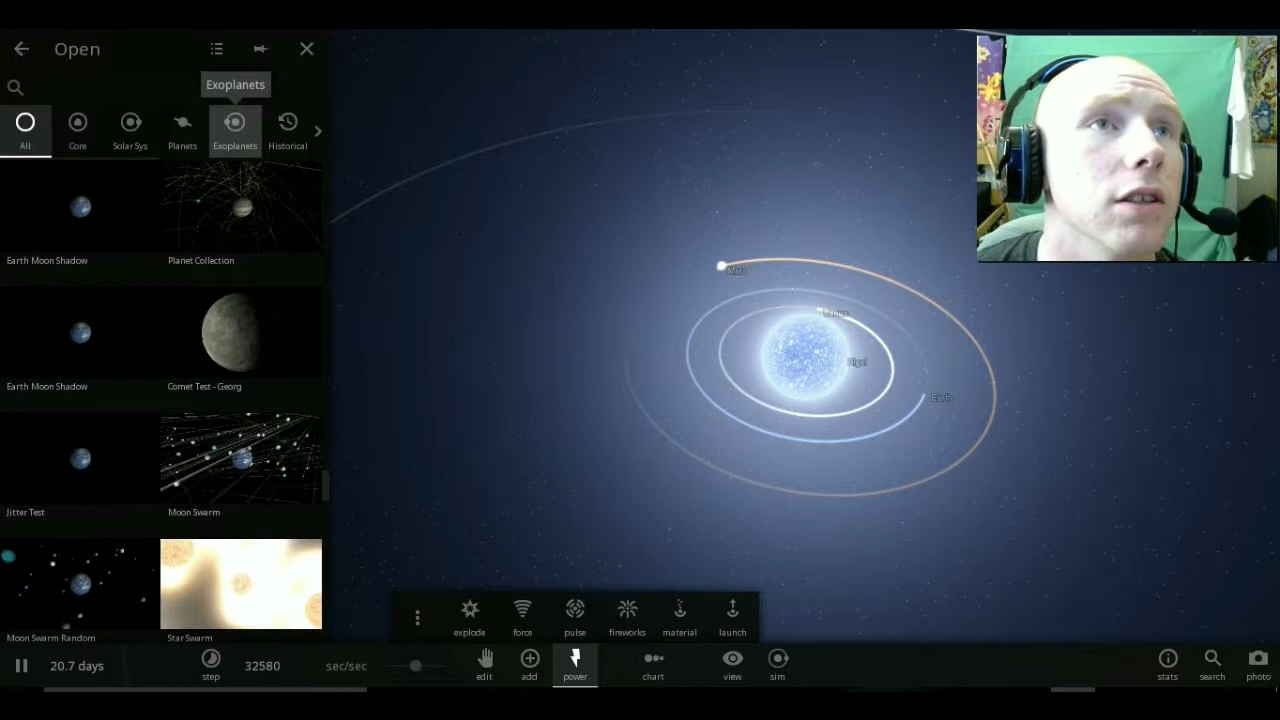 Open
Exoplanets
All
Core
Solar Sys
Planets
Exoplanets
Historical
Earth Moon Shadow
Planet Collection
Earth Moon Shadow
Comet Test - Georg
Jitter Test
Moon Swarm
Moon Swarm Random
Star Swarm
Mars
Venus
Rigel
Earth
explode
force
pulse
fireworks
material
launch
20.7 days
step
32580
sec/sec
edit
add
power
chart
view
sim
stats
search
photo